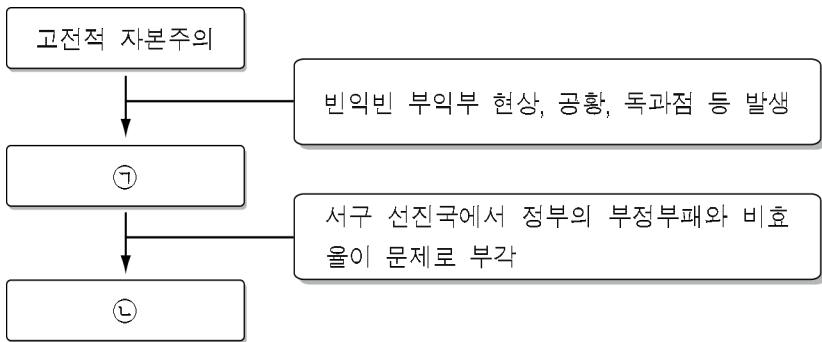 고전적 자본주의
빈익빈 부익부 현상, 공황, 독과점 등 발생
㉠
서구 선진국에서 정부의 부정부패와 비효
율이 문제로 부각
㉡